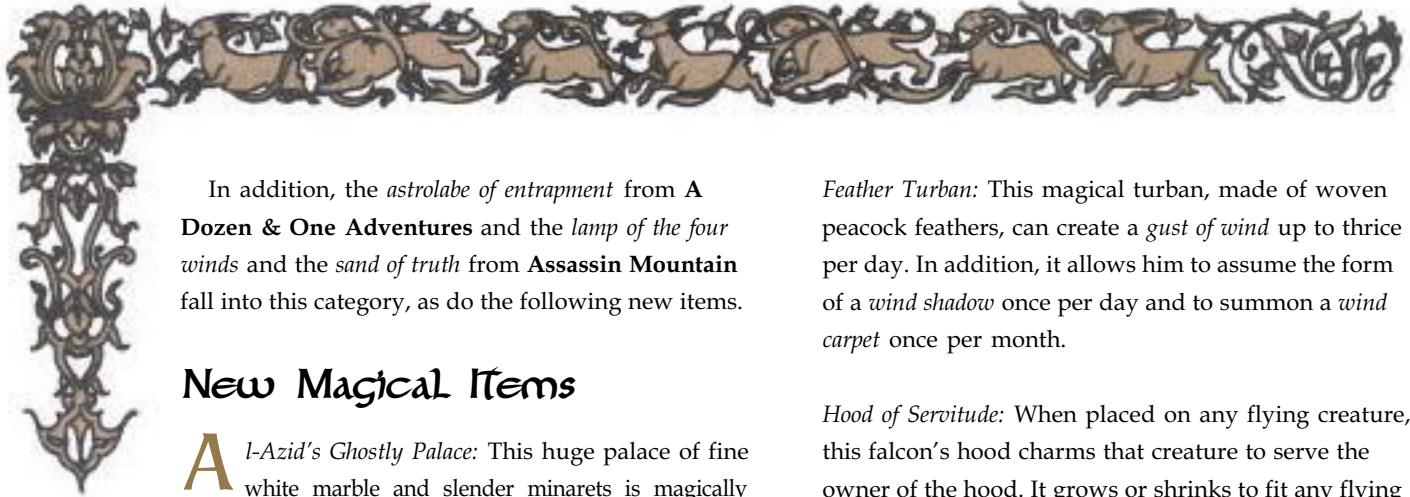 In addition, the astrolabe of entrapment from A
Dozen & One Adventures and the lamp of the four
winds and the sand of truth from Assassin Mountain
fall into this category, as do the following new items.
New Magical Items
Al-Azid's Ghostly Palace: This huge palace of fine
white marble and slender minarets is magically
Feather Turban: This magical turban, made of woven
peacock feathers, can create a gust of wind up to thrice
per day. In addition, it allows him to assume the form
of a wind shadow once per day and to summon a wind
carpet once per month.
Hood of Servitude: When placed on any flying creature,
this falcon's hood charms that creature to serve the
owner of the hood. It grows or shrinks to fit any flying